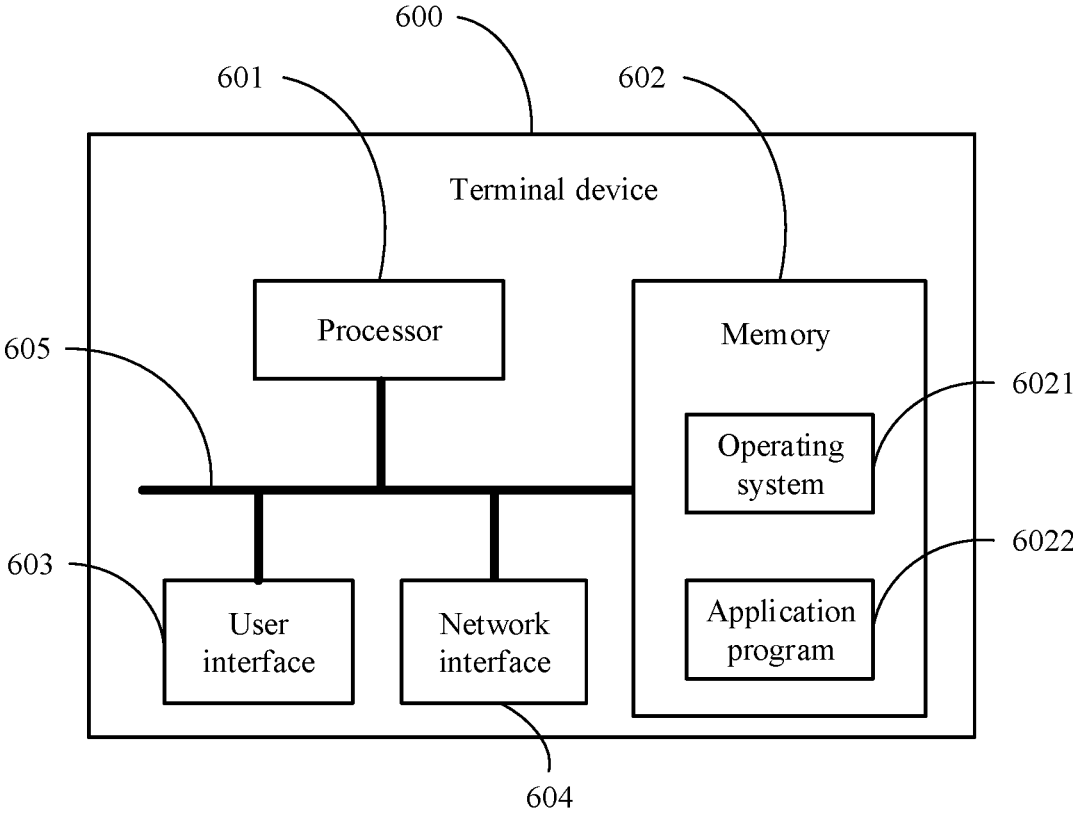 600
601
602
Terminal device
Processor
Memory
605
6021
Operating
system
603
6022
User
interface
Network
interface
Application
program
604